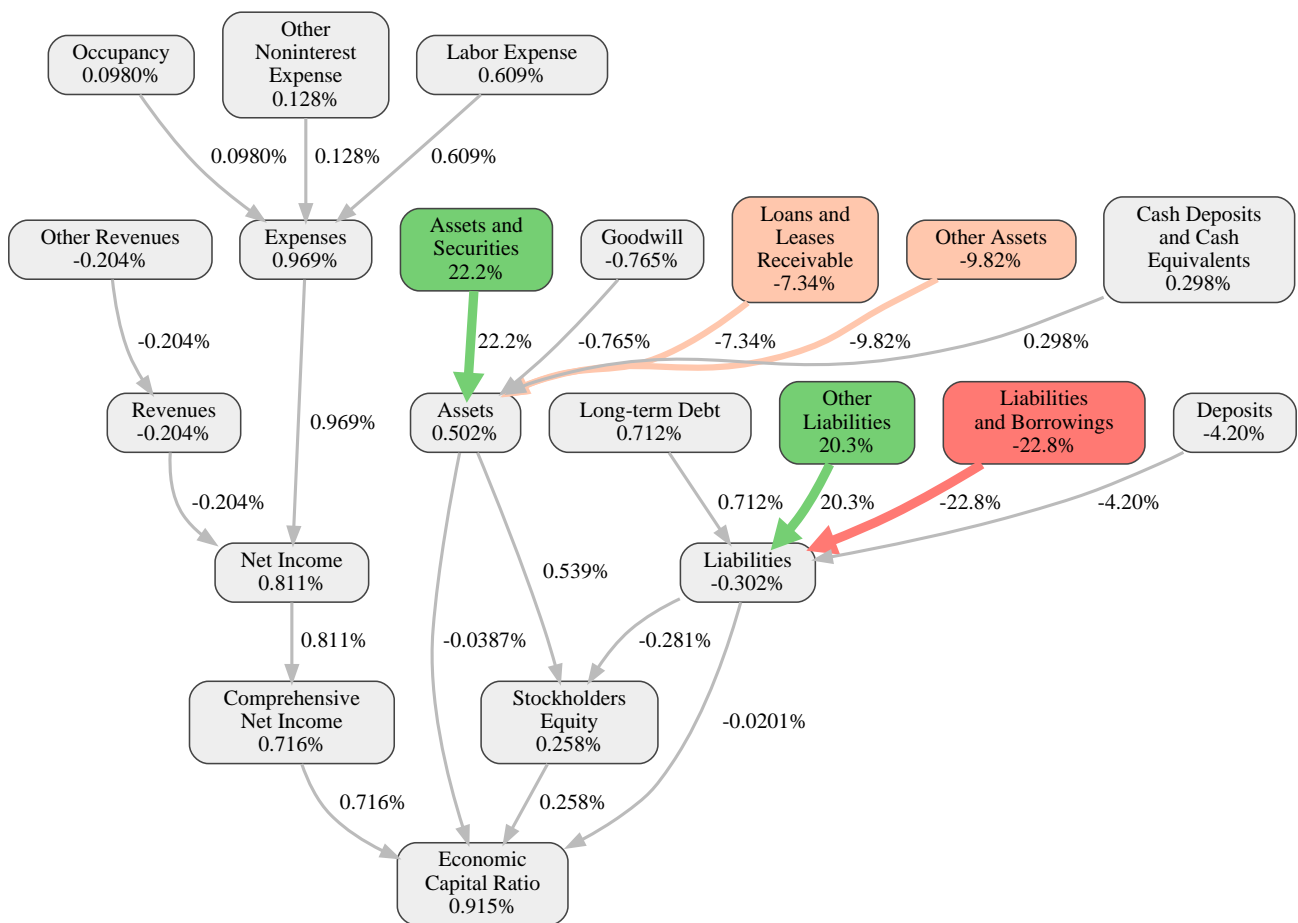 Occupancy
0.0980%
Other
Noninterest
Expense
0.128%
Labor Expense
0.609%
0.0980%
0.128%
0.609%
Other Revenues
-0.204%
Expenses
0.969%
Assets and
Securities
22.2%
Goodwill
-0.765%
Loans and
Leases
Receivable
-7.34%
Other Assets
-9.82%
Cash Deposits
and Cash
Equivalents
0.298%
-0.204%
22.2%
-0.765%
-7.34%
-9.82%
0.298%
Revenues
-0.204%
0.969%
Assets
0.502%
Long-term Debt
0.712%
Other
Liabilities
20.3%
Liabilities
and Borrowings
-22.8%
Deposits
-4.20%
-0.204%
0.712%
20.3%
-22.8%
-4.20%
Net Income
0.811%
0.539%
Liabilities
-0.302%
0.811%
-0.0387%
-0.281%
Comprehensive
Net Income
0.716%
Stockholders
Equity
0.258%
-0.0201%
0.716%
0.258%
Economic
Capital Ratio
0.915%